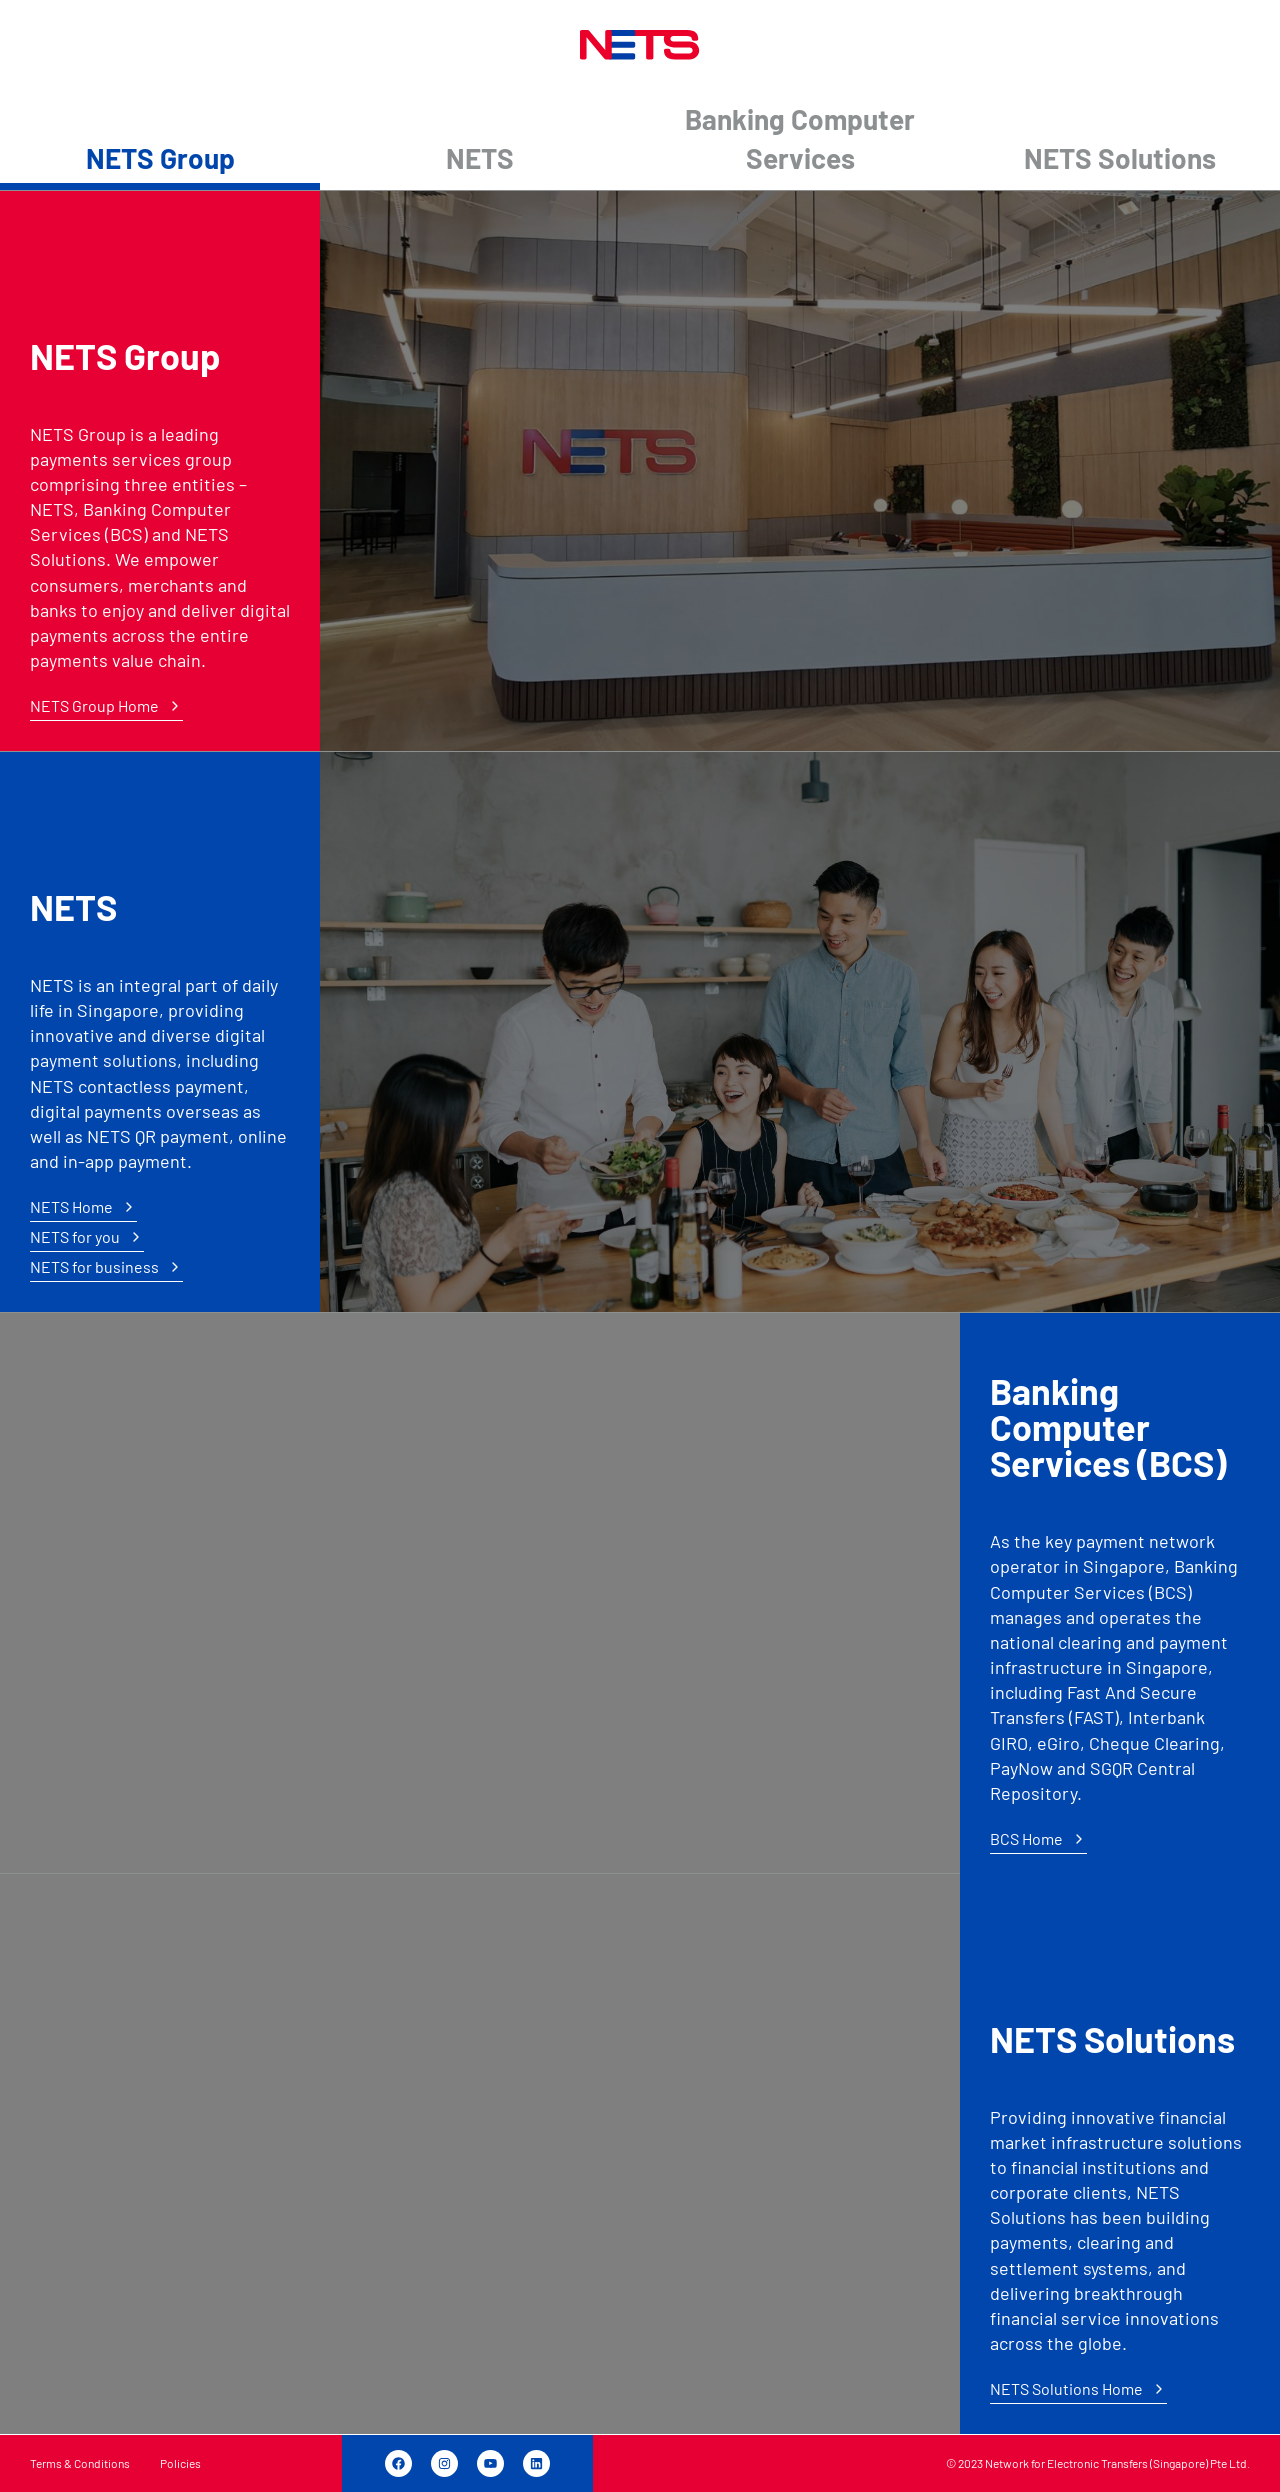 NETS
NETS Group
NETS
Banking Computer
Services
NETS Solutions
NETS Group
NETS Group is a leading
payments services group
comprising three entities –
NETS, Banking Computer
Services (BCS) and NETS
Solutions. We empower
consumers, merchants and
banks to enjoy and deliver digital
payments across the entire
payments value chain.
NETS Group Home
NETS
NETS
NETS is an integral part of daily
life in Singapore, providing
innovative and diverse digital
payment solutions, including
NETS contactless payment,
digital payments overseas as
well as NETS QR payment, online
and in-app payment.
NETS Home
NETS for you
NETS for business
Banking
Computer
Services (BCS)
As the key payment network
operator in Singapore, Banking
Computer Services (BCS)
manages and operates the
national clearing and payment
infrastructure in Singapore,
including Fast And Secure
Transfers (FAST), Interbank
GIRO, eGiro, Cheque Clearing,
PayNow and SGQR Central
Repository.
BCS Home
NETS Solutions
Providing innovative financial
market infrastructure solutions
to financial institutions and
corporate clients, NETS
Solutions has been building
payments, clearing and
settlement systems, and
delivering breakthrough
financial service innovations
across the globe.
NETS Solutions Home
Terms & Conditions
Policies
© 2023 Network for Electronic Transfers (Singapore) Pte Ltd.